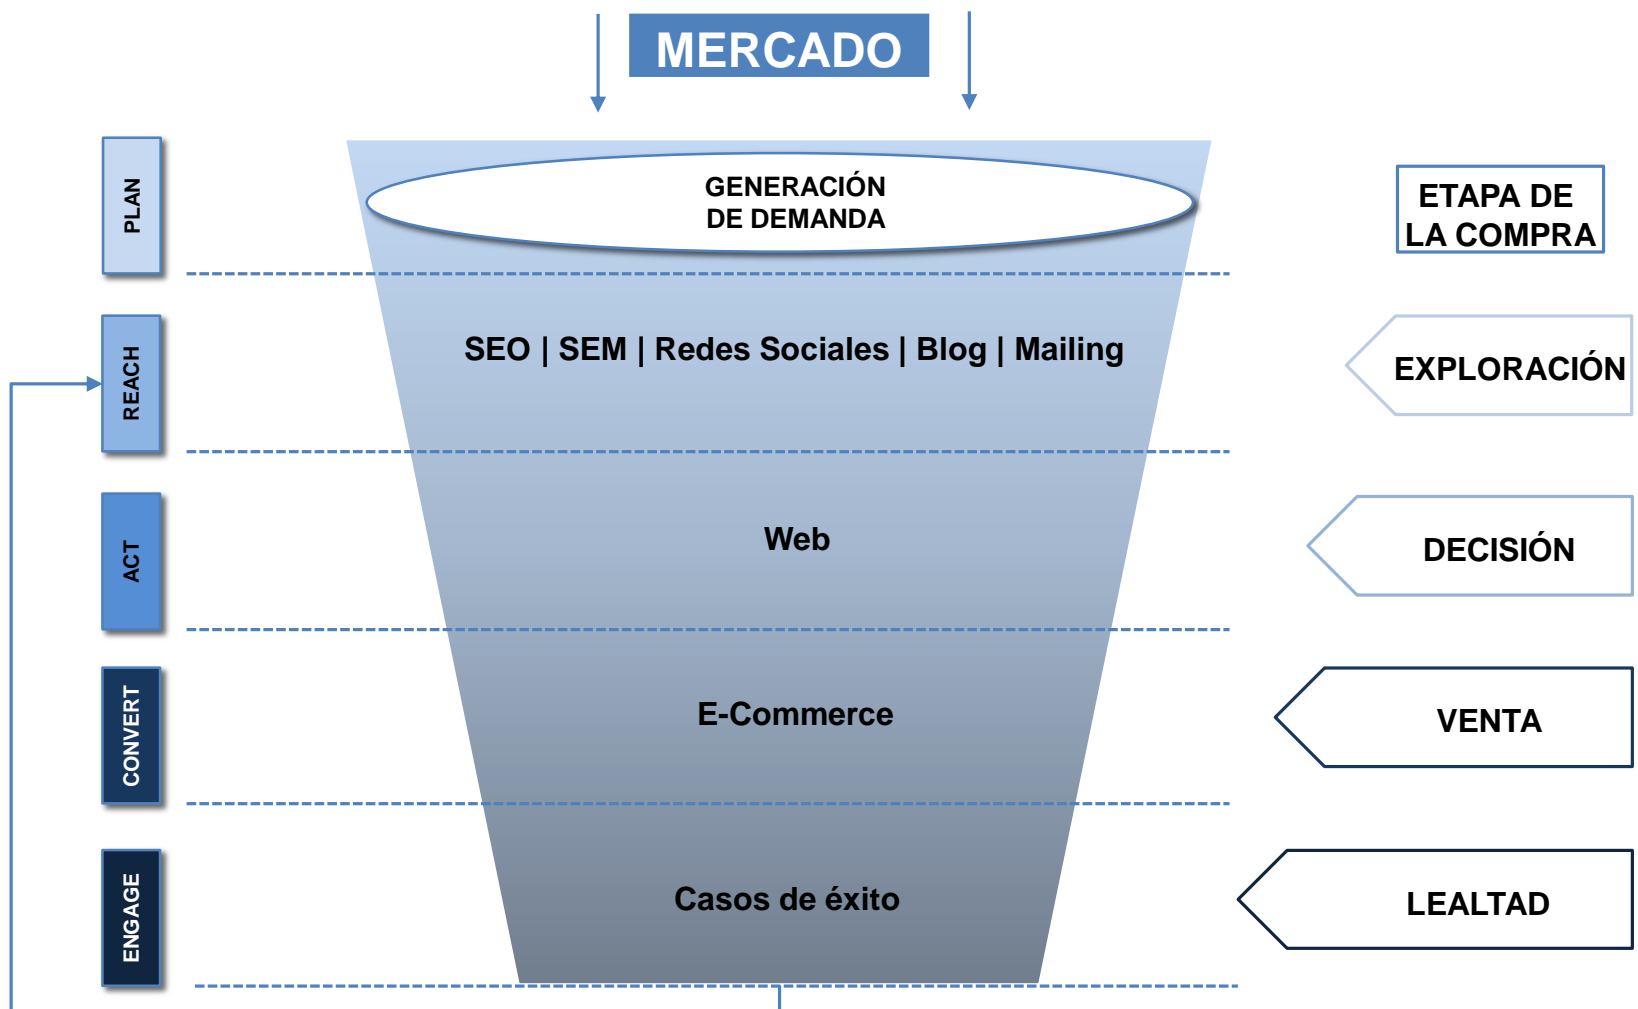 MERCADO
PLAN
GENERACIÓN
DE DEMANDA
ETAPA DE
LA COMPRA
REACH
SEO | SEM | Redes Sociales | Blog | Mailing
EXPLORACIÓN
ACT
Web
DECISIÓN
CONVERT
E-Commerce
VENTA
ENGAGE
Casos de éxito
LEALTAD